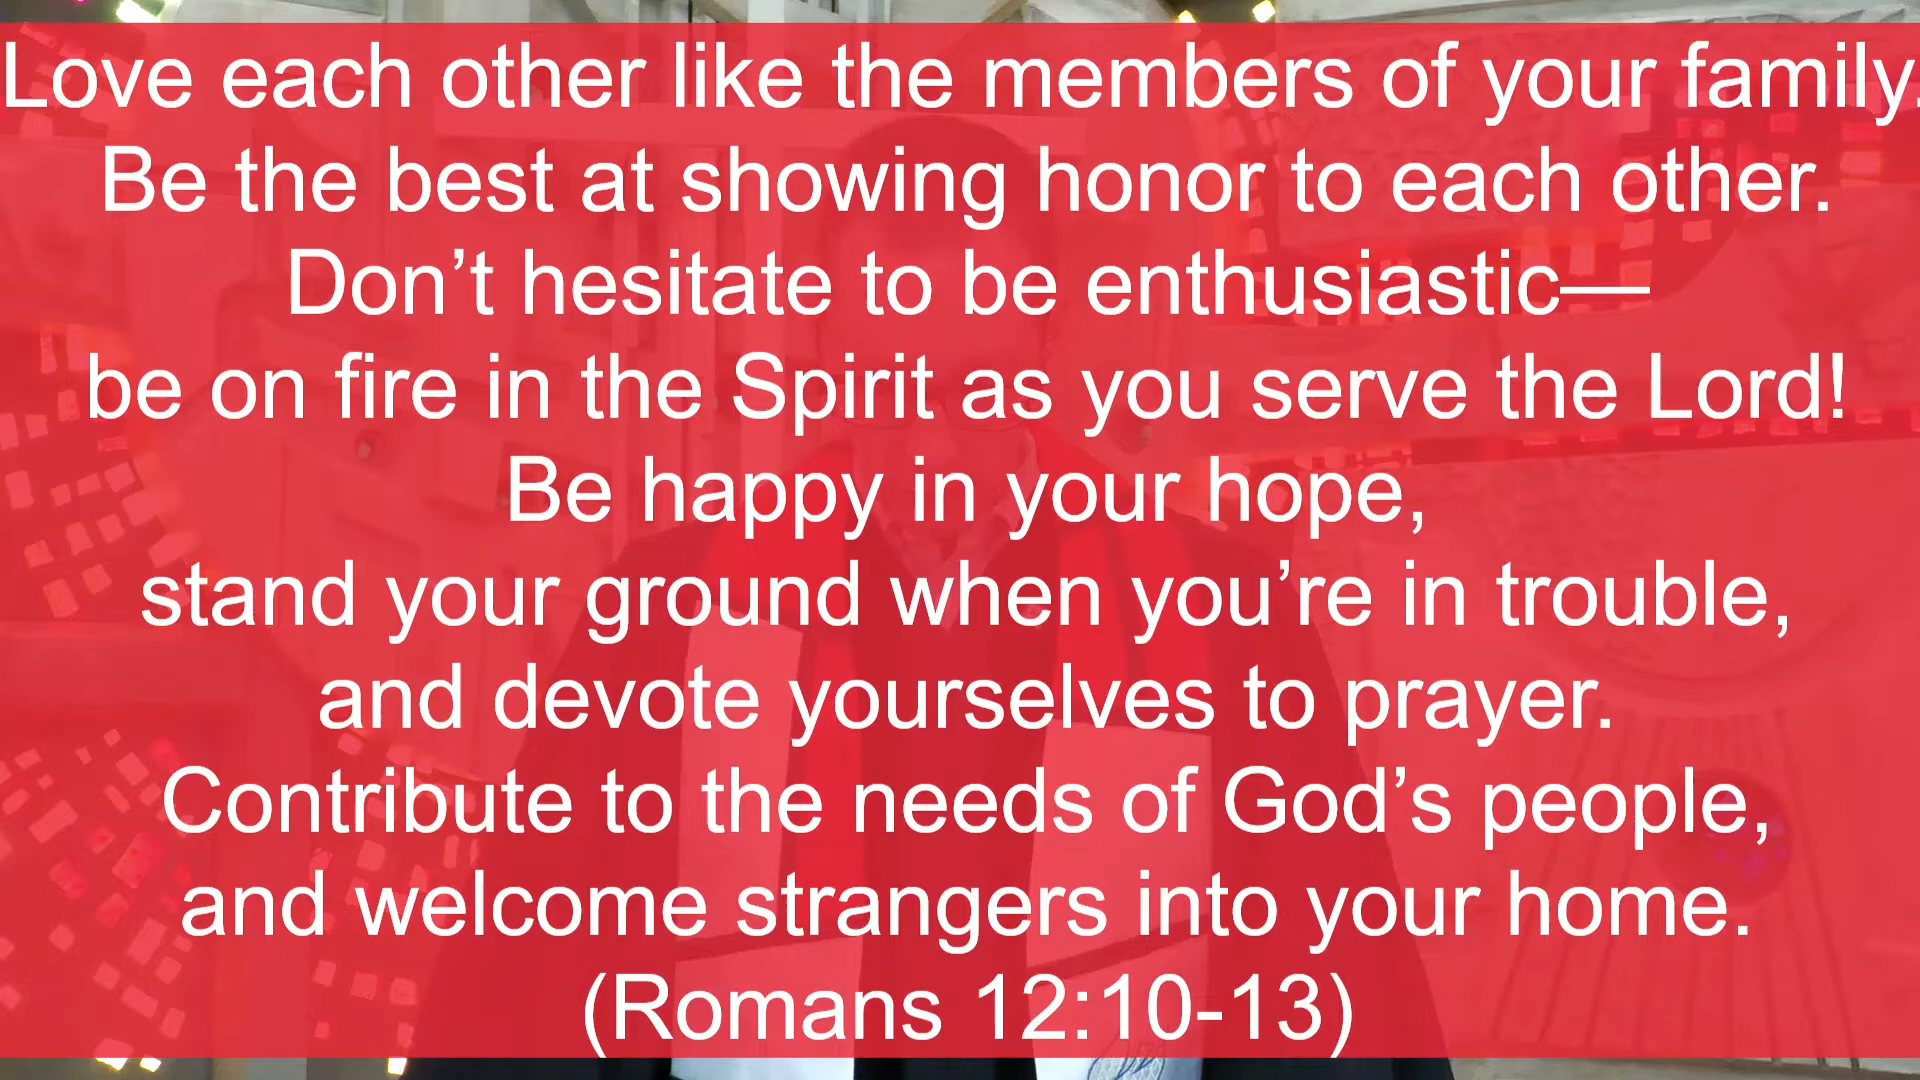 Love each other like the members of your family.
Be the best at showing honor to each other.
Don’t hesitate to be enthusiastic—
be on fire in the Spirit as you serve the Lord!
Be happy in your hope,
stand your ground when you’re in trouble,
and devote yourselves to prayer.
Contribute to the needs of God’s people,
and welcome strangers into your home.
(Romans 12:10-13)